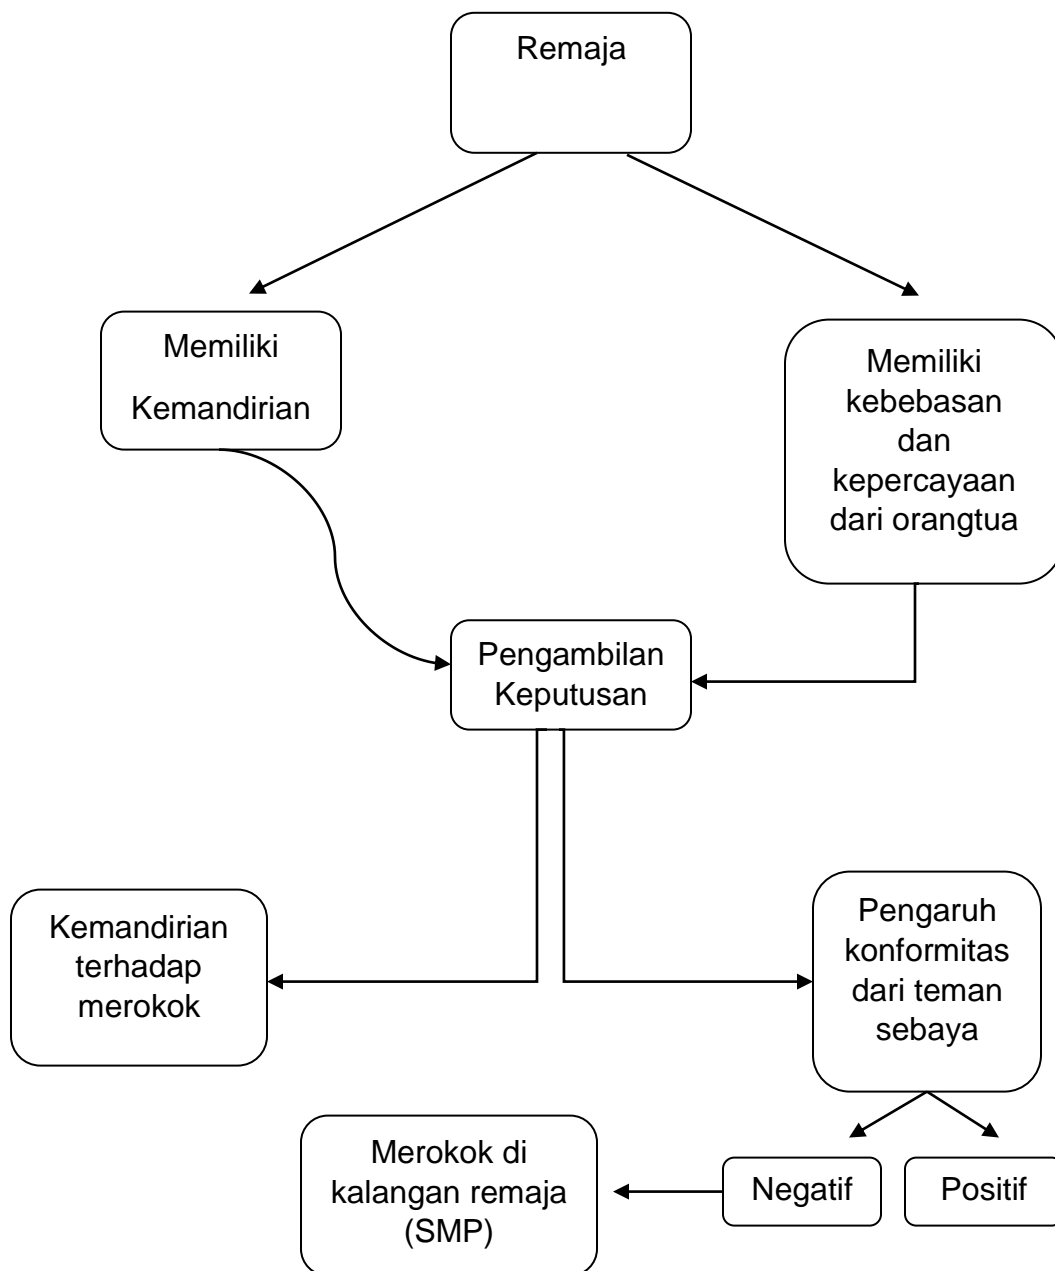 Remaja
Memiliki
Kemandirian
Memiliki
kebebasan
dan
kepercayaan
dari orangtua
Pengambilan
Keputusan
Kemandirian
terhadap
merokok
Pengaruh
konformitas
dari teman
sebaya
Merokok di
kalangan remaja
(SMP)
Negatif
Positif